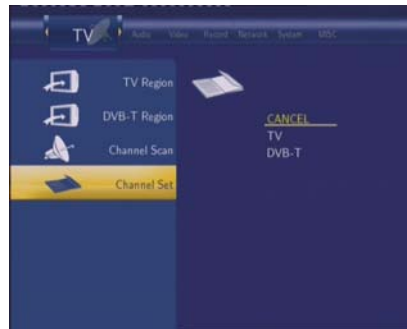 TV Audio Video Record Network System MISC
TV Region
DVB-T Region
Channel Scan
Channel Set
CANCEL
TV
DVB-T